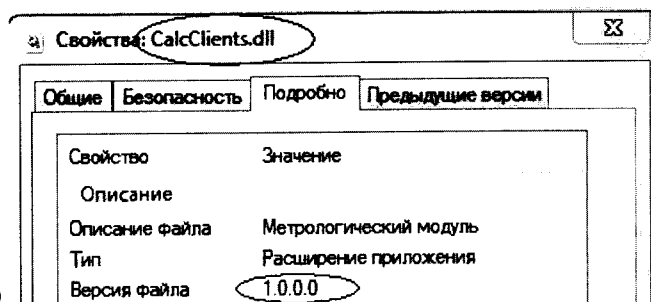 Свойства: CalcClients.dll
Общие Безопасность Подробно Предыдущие версии
Свойство Значение
Описание
Описание файла Метрологический модуль
Тип Расширение приложения
Версия файла 1.0.0.0